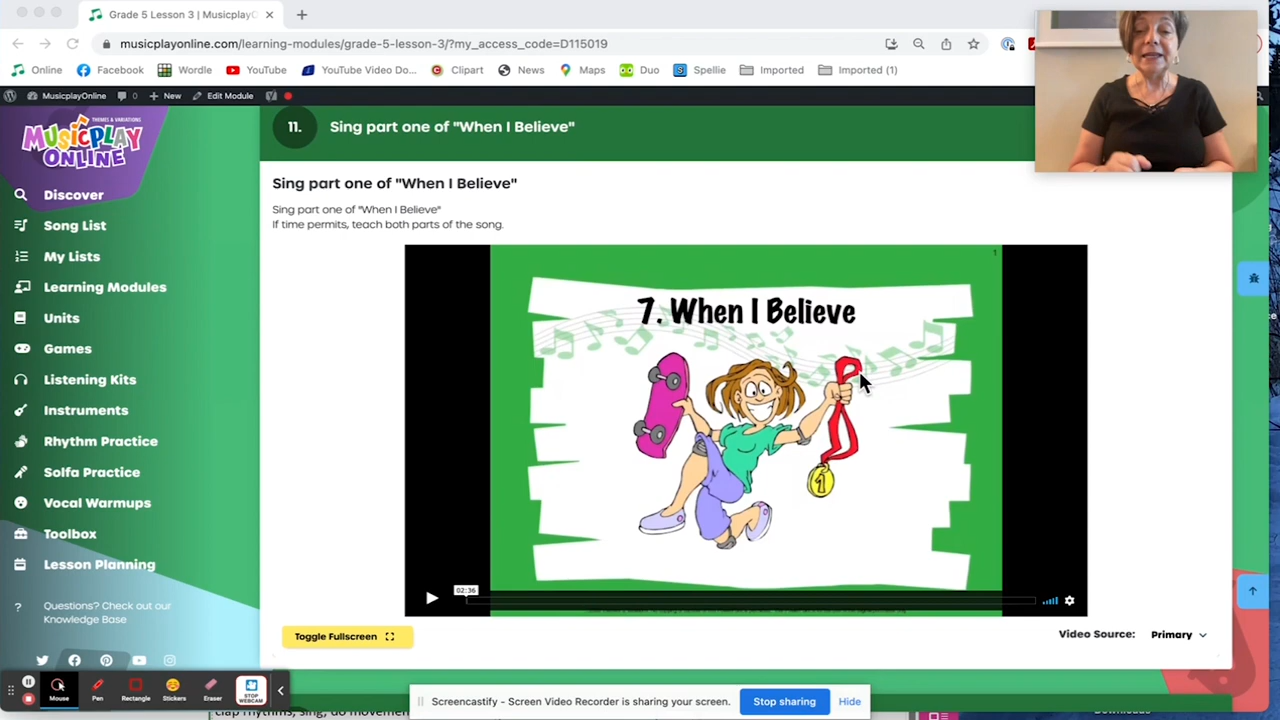 Grade 5 Lesson 3 | MusicplayC
musicplayonline.com/learning-modules/grade-5-lesson-3/?my_access_code=D115019
Online
Facebook
Wordle
YouTube
YouTube Video Do...
Clipart
News
Maps
Duo
Spellie
Imported
Imported (1)
MusicplayOnline
0
New
Edit Module
THEMES & VARIATIONS
MUSICPLAY
ONLINE
Discover
Song List
My Lists
Learning Modules
Units
Games
Listening Kits
Instruments
Rhythm Practice
Solfa Practice
Vocal Warmups
Toolbox
Lesson Planning
? Questions? Check out our
Knowledge Base
11. Sing part one of "When I Believe"
Sing part one of "When I Believe"
Sing part one of "When I Believe"
If time permits, teach both parts of the song.
1
7. When I Believe
1
02:36
Toggle Fullscreen
Video Source: Primary
Mouse
Pen
Rectangle
Stickers
Eraser
STOP
WEBCAM
Screencastify - Screen Video Recorder is sharing your screen.
Stop sharing
Hide